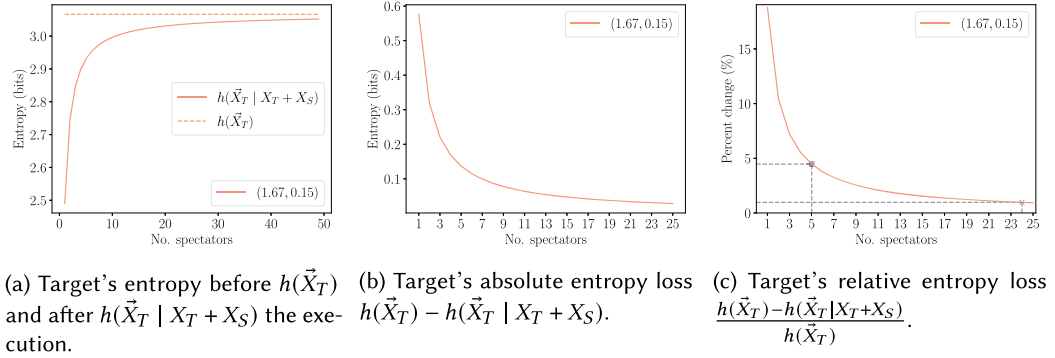 Entropy (bits)
3.0
2.9
2.8
2.7
2.6
2.5
h(X⃗_T | X_T + X_S)
h(X⃗_T)
(1.67, 0.15)
0 10 20 30 40 50
No. spectators
Entropy (bits)
0.6
0.5
0.4
0.3
0.2
0.1
(1.67, 0.15)
1 3 5 7 9 11 13 15 17 19 21 23 25
No. spectators
Percent change (%)
15
10
5
0
(1.67, 0.15)
1 3 5 7 9 11 13 15 17 19 21 23 25
No. spectators
(a) Target's entropy before h(X⃗_T)
and after h(X⃗_T | X_T + X_S) the exe-
cution.
(b) Target's absolute entropy loss
h(X⃗_T) − h(X⃗_T | X_T + X_S).
(c) Target's relative entropy loss
h(X⃗_T)−h(X⃗_T|X_T+X_S)
h(X⃗_T)
.